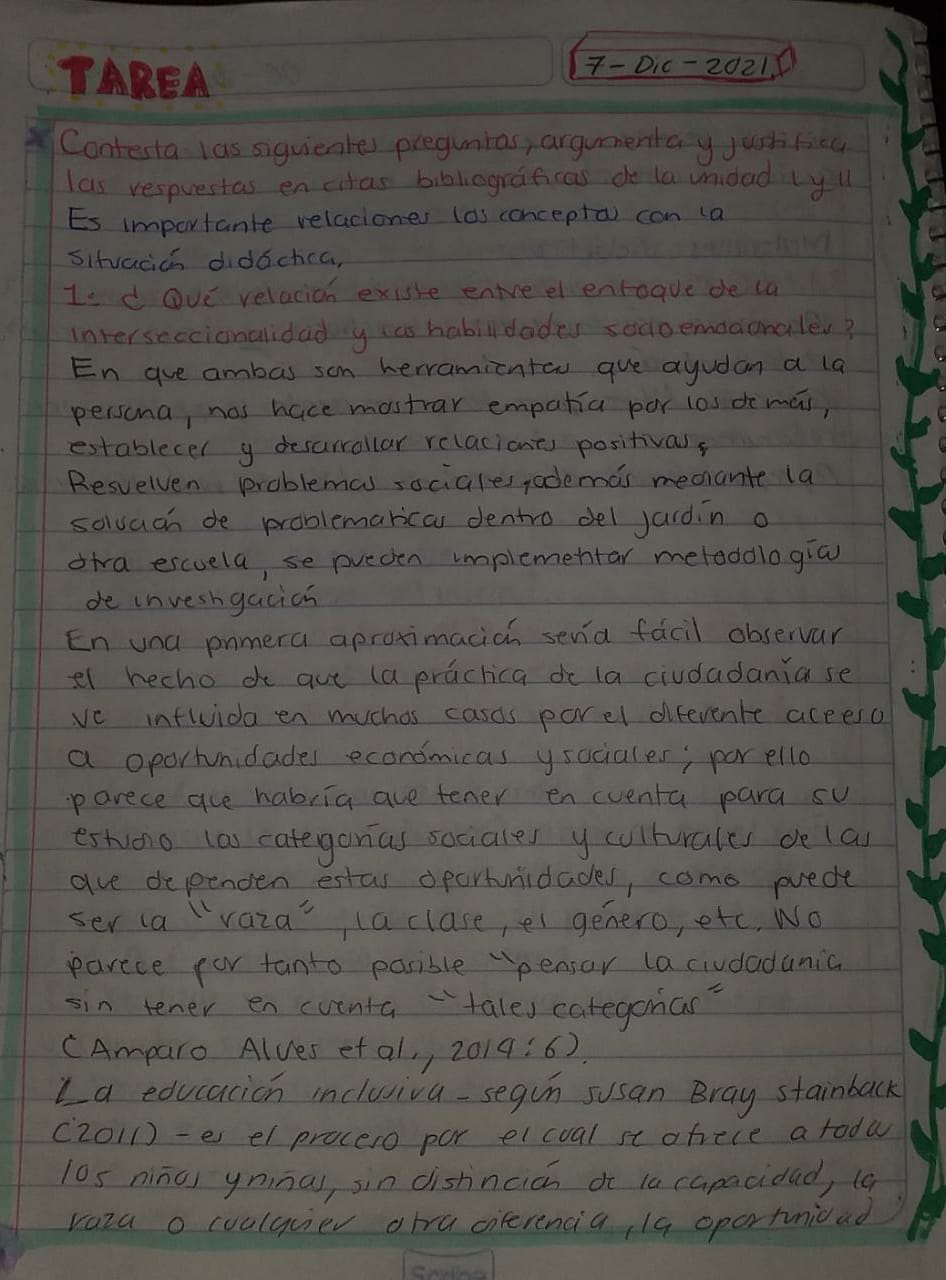 TAREA
7-Dic-2021
Contesta las siguientes preguntas, argumenta y justifica
las respuestas en citas bibliográficas de la unidad I y II
Es importante relaciones los conceptos con la
situación didáctica,
1: ¿ Qué relación existe entre el enfoque de la
interseccionalidad y las habilidades socioemocionales?
En que ambas son herramientas que ayudan a la
persona, nos hace mostrar empatía por los demás,
establecer y desarrollar relaciones positivas,
Resuelven problemas sociales, además mediante la
solución de problematicas dentro del jardín o
otra escuela, se pueden implementar metodología
de investigación
En una primera aproximación sería fácil observar
el hecho de que la práctica de la ciudadanía se
ve influida en muchos casos por el diferente acceso
a oportunidades económicas y sociales; por ello
parece que habría que tener en cuenta para su
estudio las categorías sociales y culturales de las
que dependen estas oportunidades, como puede
ser la "raza", la clase, el género, etc. No
parece por tanto posible "pensar la ciudadania
sin tener en cuenta "tales categorías"
(Amparo Alves et al., 2019:6).
La educación inclusiva - según Susan Bray Stainback
(2011) - es el proceso por el cual se ofrece a todos
los niños y niñas, sin distinción de la capacidad, la
raza o cualquier otra diferencia, la oportunidad
Scribe